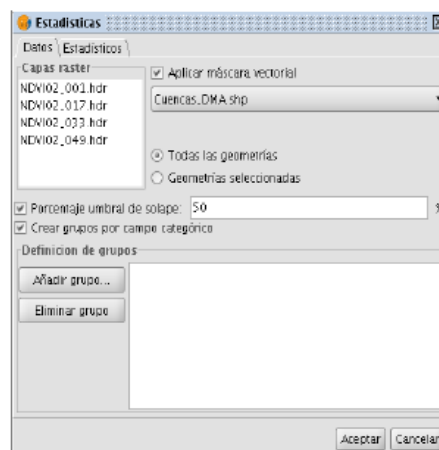 Estadísticas
Datos Estadísticos
Capas raster
NDVI02_001.hdr
NDVI02_017.hdr
NDVI02_033.hdr
NDVI02_049.hdr
Aplicar máscara vectorial
Cuencas_DMA.shp
Todas las geometrías
Geometrías seleccionadas
Porcentaje umbral de solape: 50 %
Crear grupos por campo categórico
Definicion de grupos
Añadir grupo...
Eliminar grupo
Aceptar Cancelar